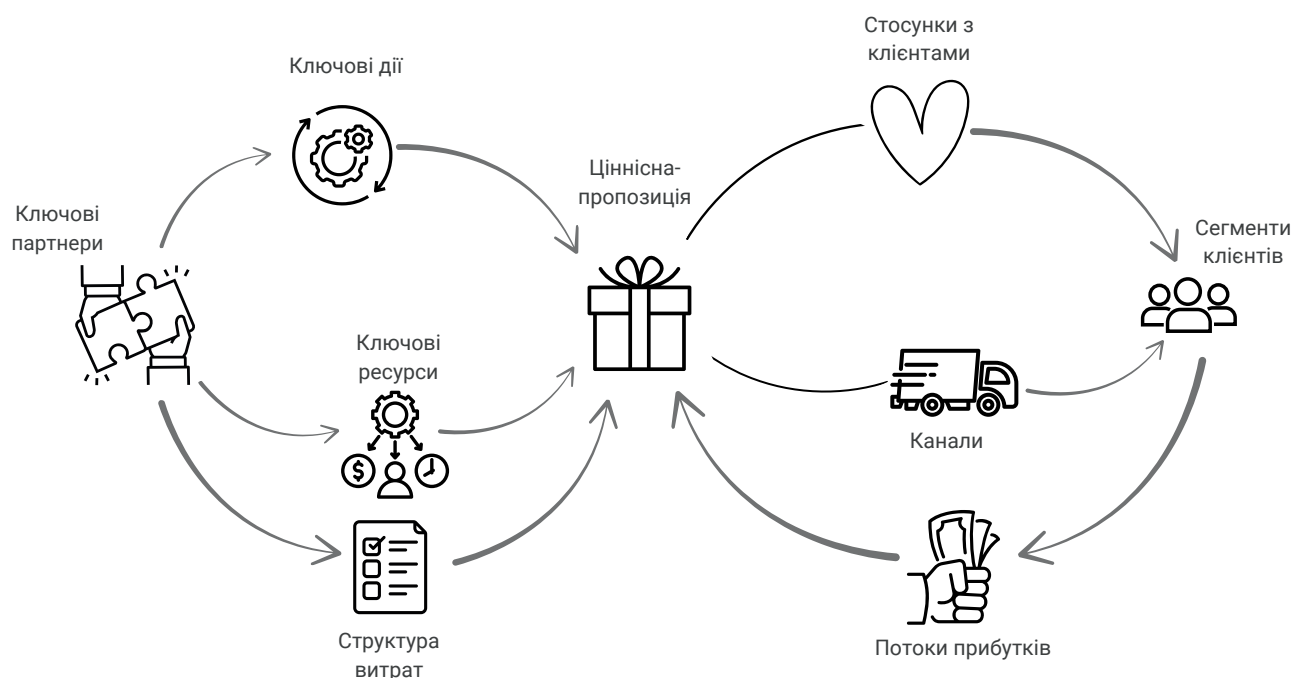 Стосунки з
клієнтами
Ключові дії
Ціннісна-
пропозиція
Ключові
партнери
Сегменти
клієнтів
Ключові
ресурси
Канали
Структура
витрат
Потоки прибутків